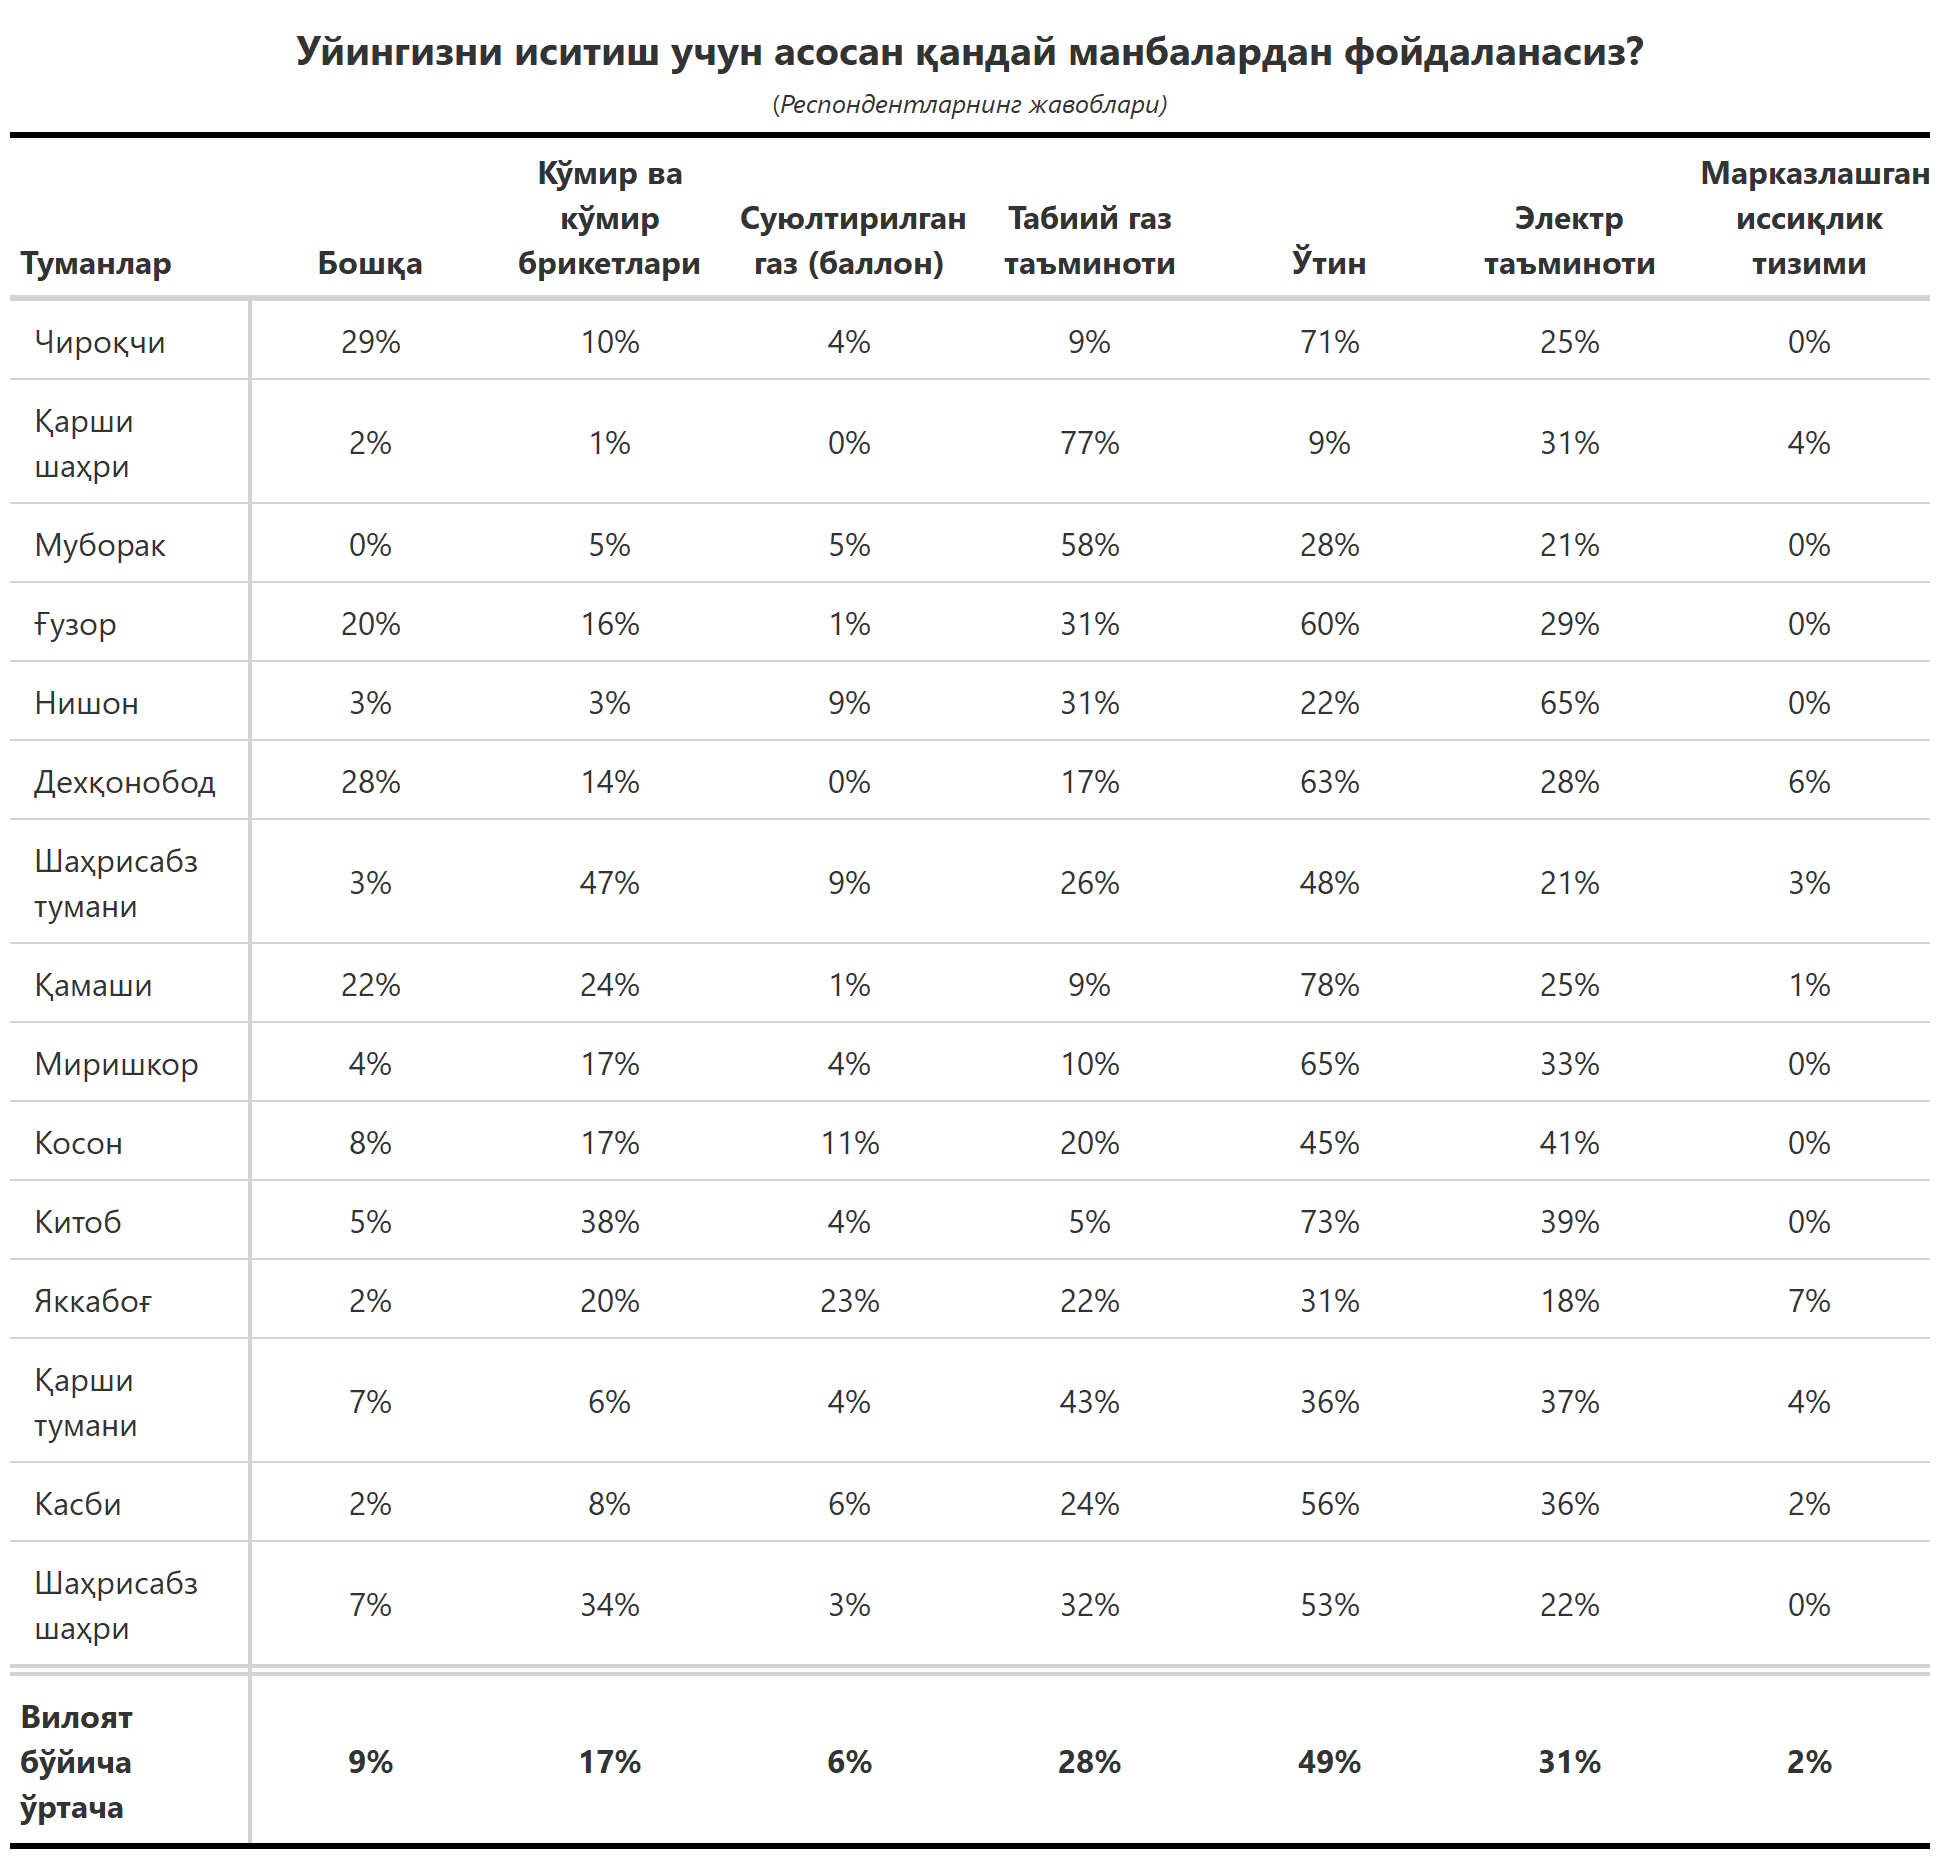 Уйингизни иситиш учун асосан қандай манбалардан фойдаланасиз?
(Респондентларнинг жавоблари)
Туманлар Бошқа Кўмир ва кўмир брикетлари Суюлтирилган газ (баллон) Табиий газ таъминоти Ўтин Электр таъминоти Марказлашган иссиқлик тизими
Чироқчи 29% 10% 4% 9% 71% 25% 0%
Қарши шаҳри 2% 1% 0% 77% 9% 31% 4%
Муборак 0% 5% 5% 58% 28% 21% 0%
Ғузор 20% 16% 1% 31% 60% 29% 0%
Нишон 3% 3% 9% 31% 22% 65% 0%
Дехқонобод 28% 14% 0% 17% 63% 28% 6%
Шаҳрисабз тумани 3% 47% 9% 26% 48% 21% 3%
Қамаши 22% 24% 1% 9% 78% 25% 1%
Миришкор 4% 17% 4% 10% 65% 33% 0%
Косон 8% 17% 11% 20% 45% 41% 0%
Китоб 5% 38% 4% 5% 73% 39% 0%
Яккабоғ 2% 20% 23% 22% 31% 18% 7%
Қарши тумани 7% 6% 4% 43% 36% 37% 4%
Касби 2% 8% 6% 24% 56% 36% 2%
Шаҳрисабз шаҳри 7% 34% 3% 32% 53% 22% 0%
Вилоят бўйича ўртача 9% 17% 6% 28% 49% 31% 2%